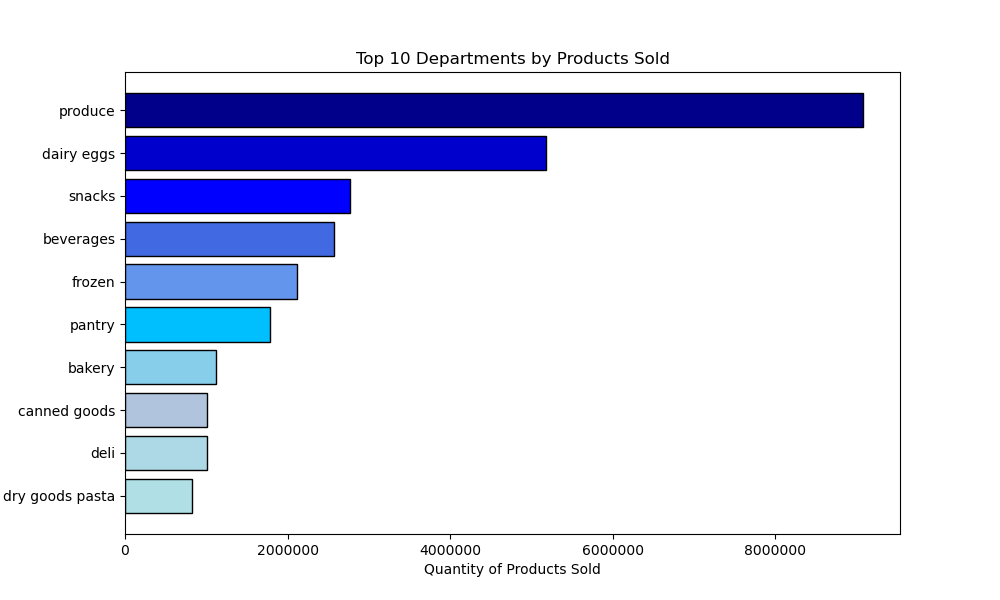 Top 10 Departments by Products Sold
produce
dairy eggs
snacks
beverages
frozen
pantry
bakery
canned goods
deli
dry goods pasta
0 2000000 4000000 6000000 8000000
Quantity of Products Sold